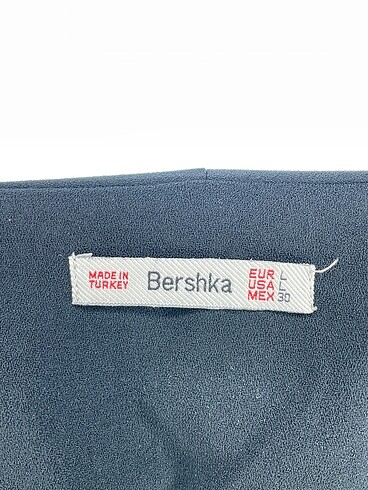 MADE IN
TURKEY
Bershka
EUR L
USA L
MEX 30